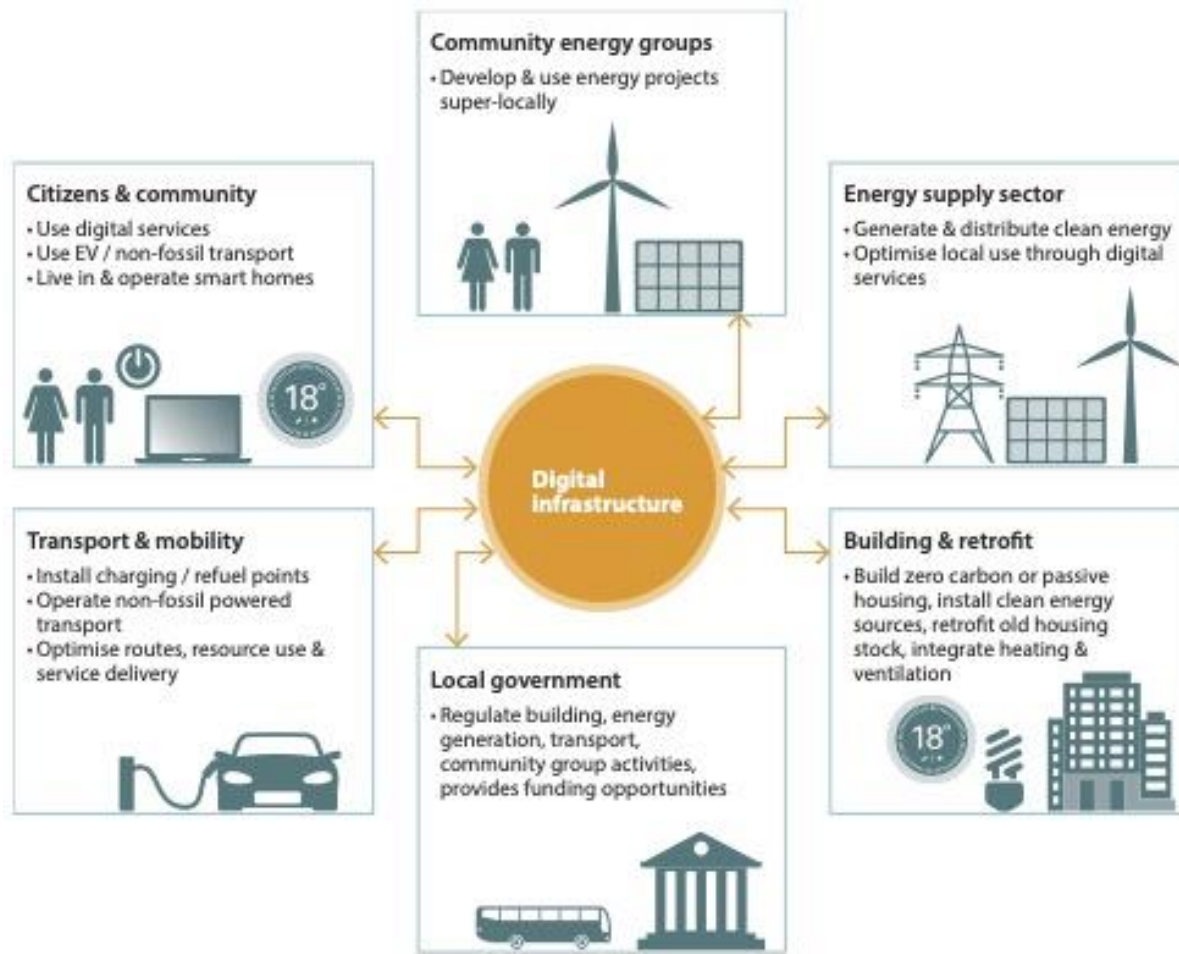 Community energy groups
• Develop & use energy projects
super-locally
Citizens & community
• Use digital services
• Use EV / non-fossil transport
• Live in & operate smart homes
18°
Energy supply sector
• Generate & distribute clean energy
• Optimise local use through digital
services
Digital
infrastructure
Transport & mobility
• Install charging / refuel points
• Operate non-fossil powered
transport
• Optimise routes, resource use &
service delivery
Building & retrofit
• Build zero carbon or passive
housing, install clean energy
sources, retrofit old housing
stock, integrate heating &
ventilation
18°
Local government
• Regulate building, energy
generation, transport,
community group activities,
provides funding opportunities